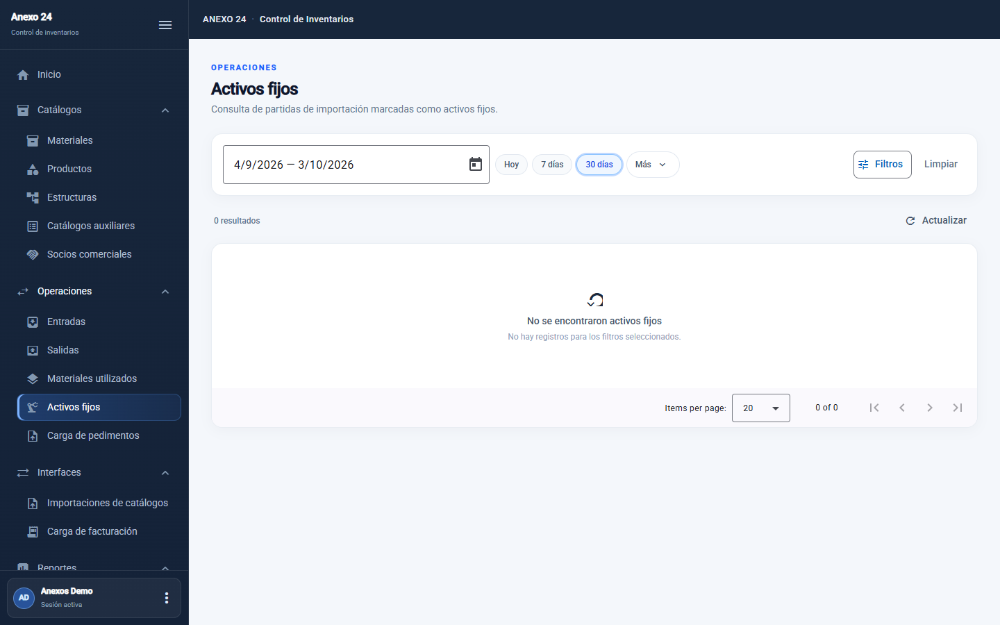 Anexo 24
Control de inventarios
Inicio
Catálogos
Materiales
Productos
Estructuras
Catálogos auxiliares
Socios comerciales
Operaciones
Entradas
Salidas
Materiales utilizados
Activos fijos
Carga de pedimentos
Interfaces
Importaciones de catálogos
Carga de facturación
Reportes
AD
Anexos Demo
Sesión activa
ANEXO 24 · Control de Inventarios
OPERACIONES
Activos fijos
Consulta de partidas de importación marcadas como activos fijos.
4/9/2026 — 3/10/2026
Hoy
7 días
30 días
Más
Filtros
Limpiar
0 resultados
Actualizar
No se encontraron activos fijos
No hay registros para los filtros seleccionados.
Items per page: 20
0 of 0